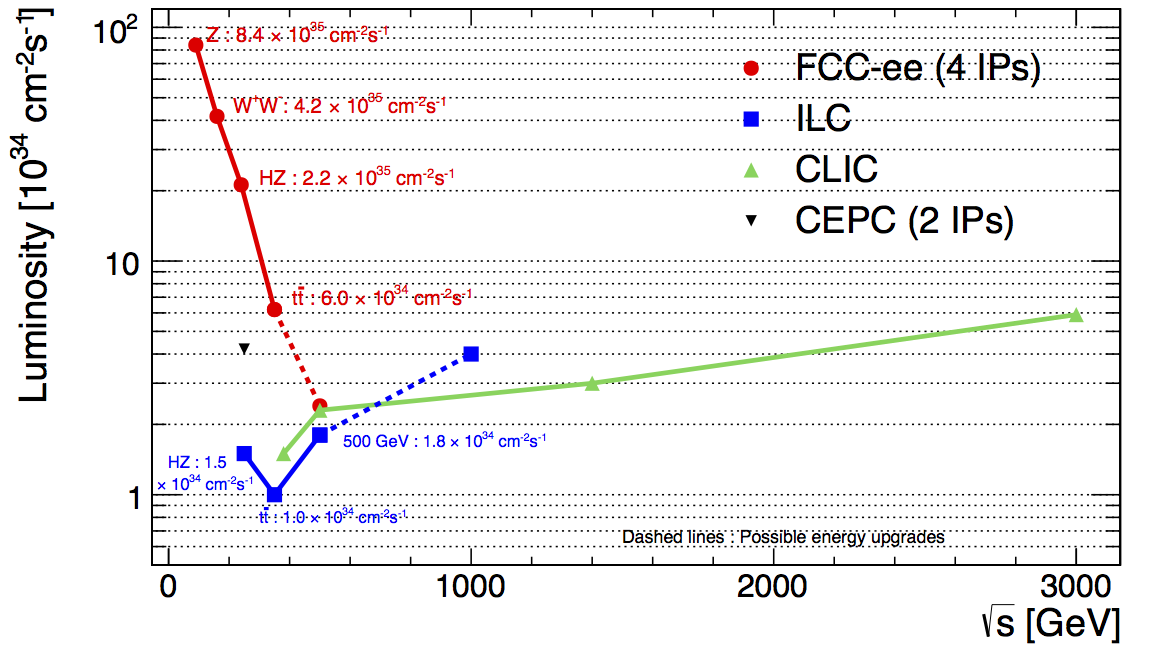 Luminosity [10³⁴ cm⁻²s⁻¹]
10²
10
1
Z : 8.4 × 10³⁵ cm⁻²s⁻¹
W⁺W⁻ : 4.2 × 10³⁵ cm⁻²s⁻¹
HZ : 2.2 × 10³⁵ cm⁻²s⁻¹
tt̄ : 6.0 × 10³⁴ cm⁻²s⁻¹
FCC-ee (4 IPs)
ILC
CLIC
CEPC (2 IPs)
500 GeV : 1.8 × 10³⁴ cm⁻²s⁻¹
HZ : 1.5
× 10³⁴ cm⁻²s⁻¹
tt̄ : 1.0 × 10³⁴ cm⁻²s⁻¹
Dashed lines : Possible energy upgrades
0 1000 2000 3000
√s [GeV]